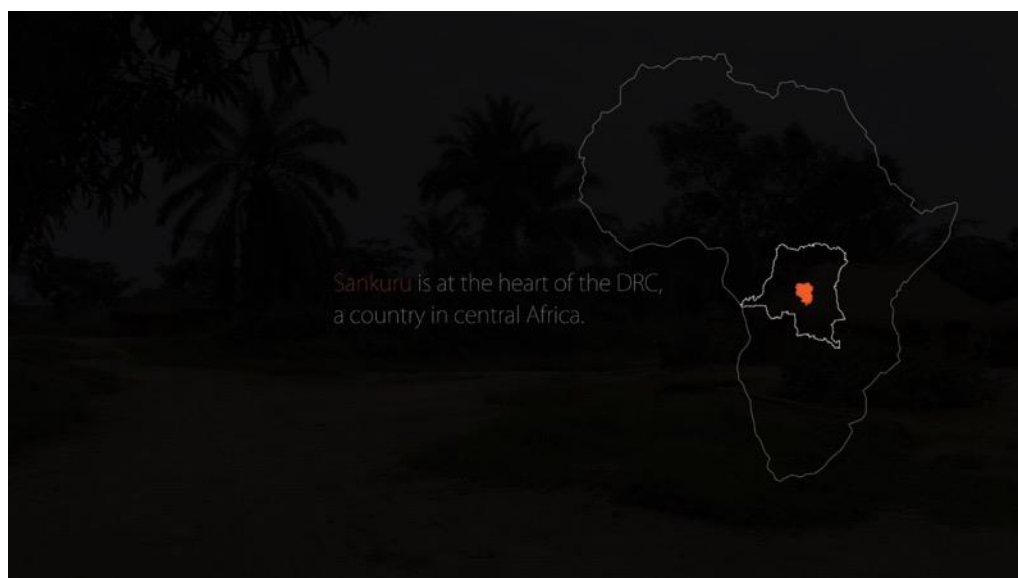 Sankuru is at the heart of the DRC,
a country in central Africa.